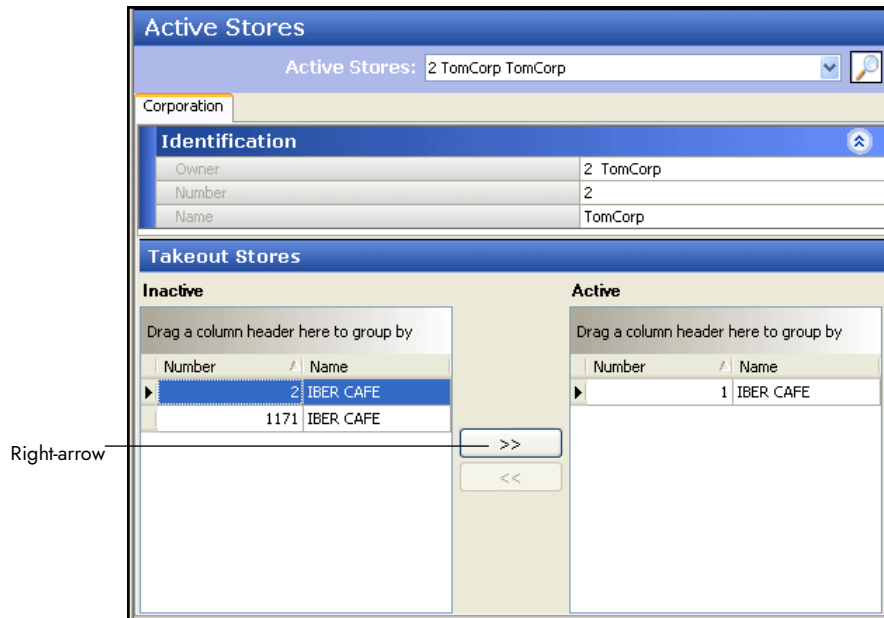 Active Stores
Active Stores: 2 TomCorp TomCorp
Corporation
Identification
Owner 2 TomCorp
Number 2
Name TomCorp
Takeout Stores
Inactive Active
Drag a column header here to group by Drag a column header here to group by
Number Name Number Name
2 IBER CAFE 1 IBER CAFE
1171 IBER CAFE
Right-arrow >>
<<